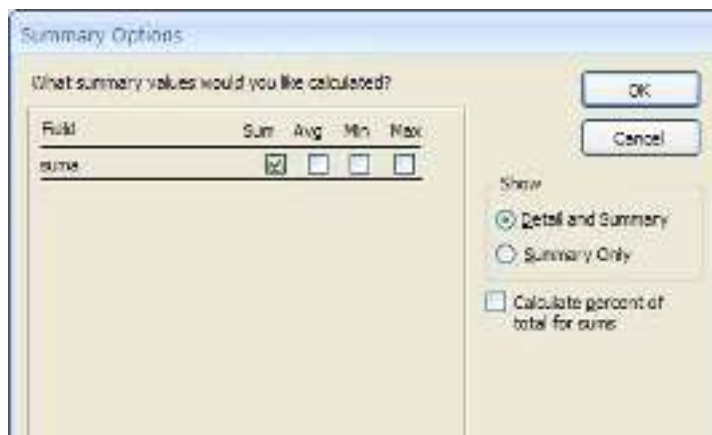 Summary Options
What summary values would you like calculated?
OK
Field Sum Avg Min Max
Cancel
suma
Show
Detail and Summary
Summary Only
Calculate percent of
total for sums